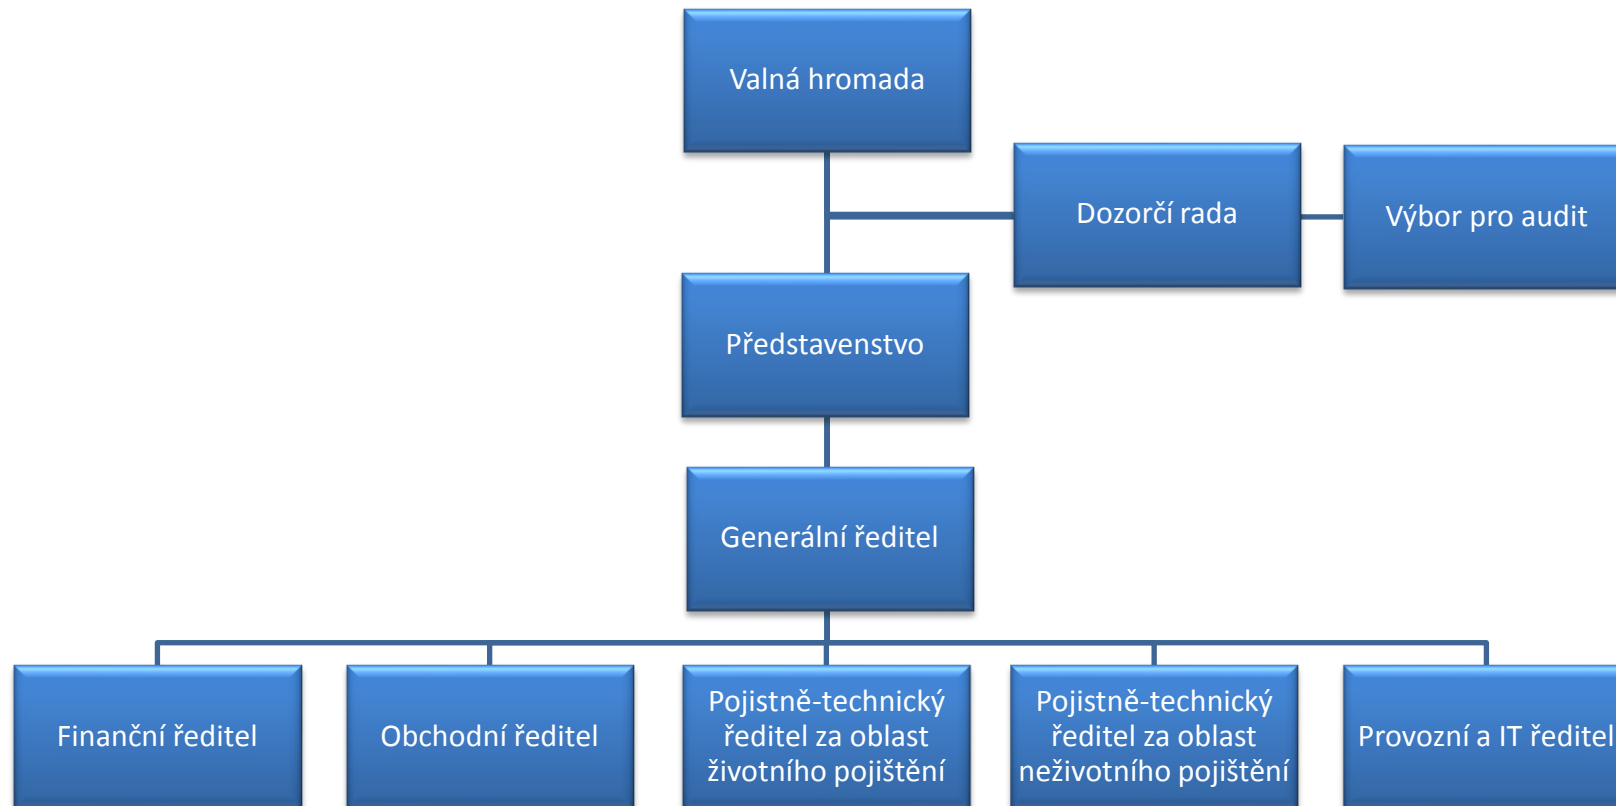 Valná hromada
Dozorčí rada
Výbor pro audit
Představenstvo
Generální ředitel
Finanční ředitel
Obchodní ředitel
Pojistně-technický
ředitel za oblast
životního pojištění
Pojistně-technický
ředitel za oblast
neživotního pojištění
Provozní a IT ředitel